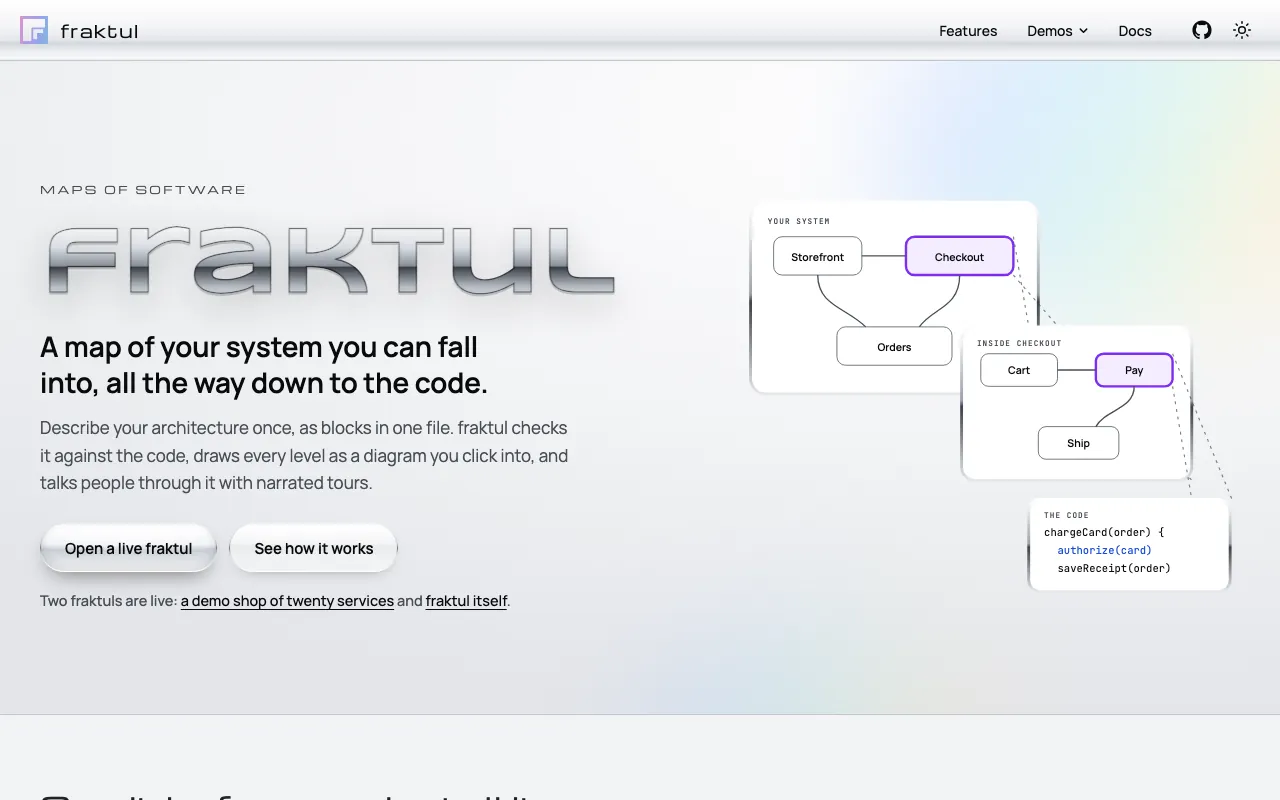 fraktul
Features
Demos
Docs
MAPS OF SOFTWARE
fraktul
A map of your system you can fall
into, all the way down to the code.
Describe your architecture once, as blocks in one file. fraktul checks
it against the code, draws every level as a diagram you click into, and
talks people through it with narrated tours.
Open a live fraktul
See how it works
Two fraktuls are live: a demo shop of twenty services and fraktul itself.
YOUR SYSTEM
Storefront
Checkout
Orders
INSIDE CHECKOUT
Cart
Pay
Ship
THE CODE
chargeCard(order) {
authorize(card)
saveReceipt(order)